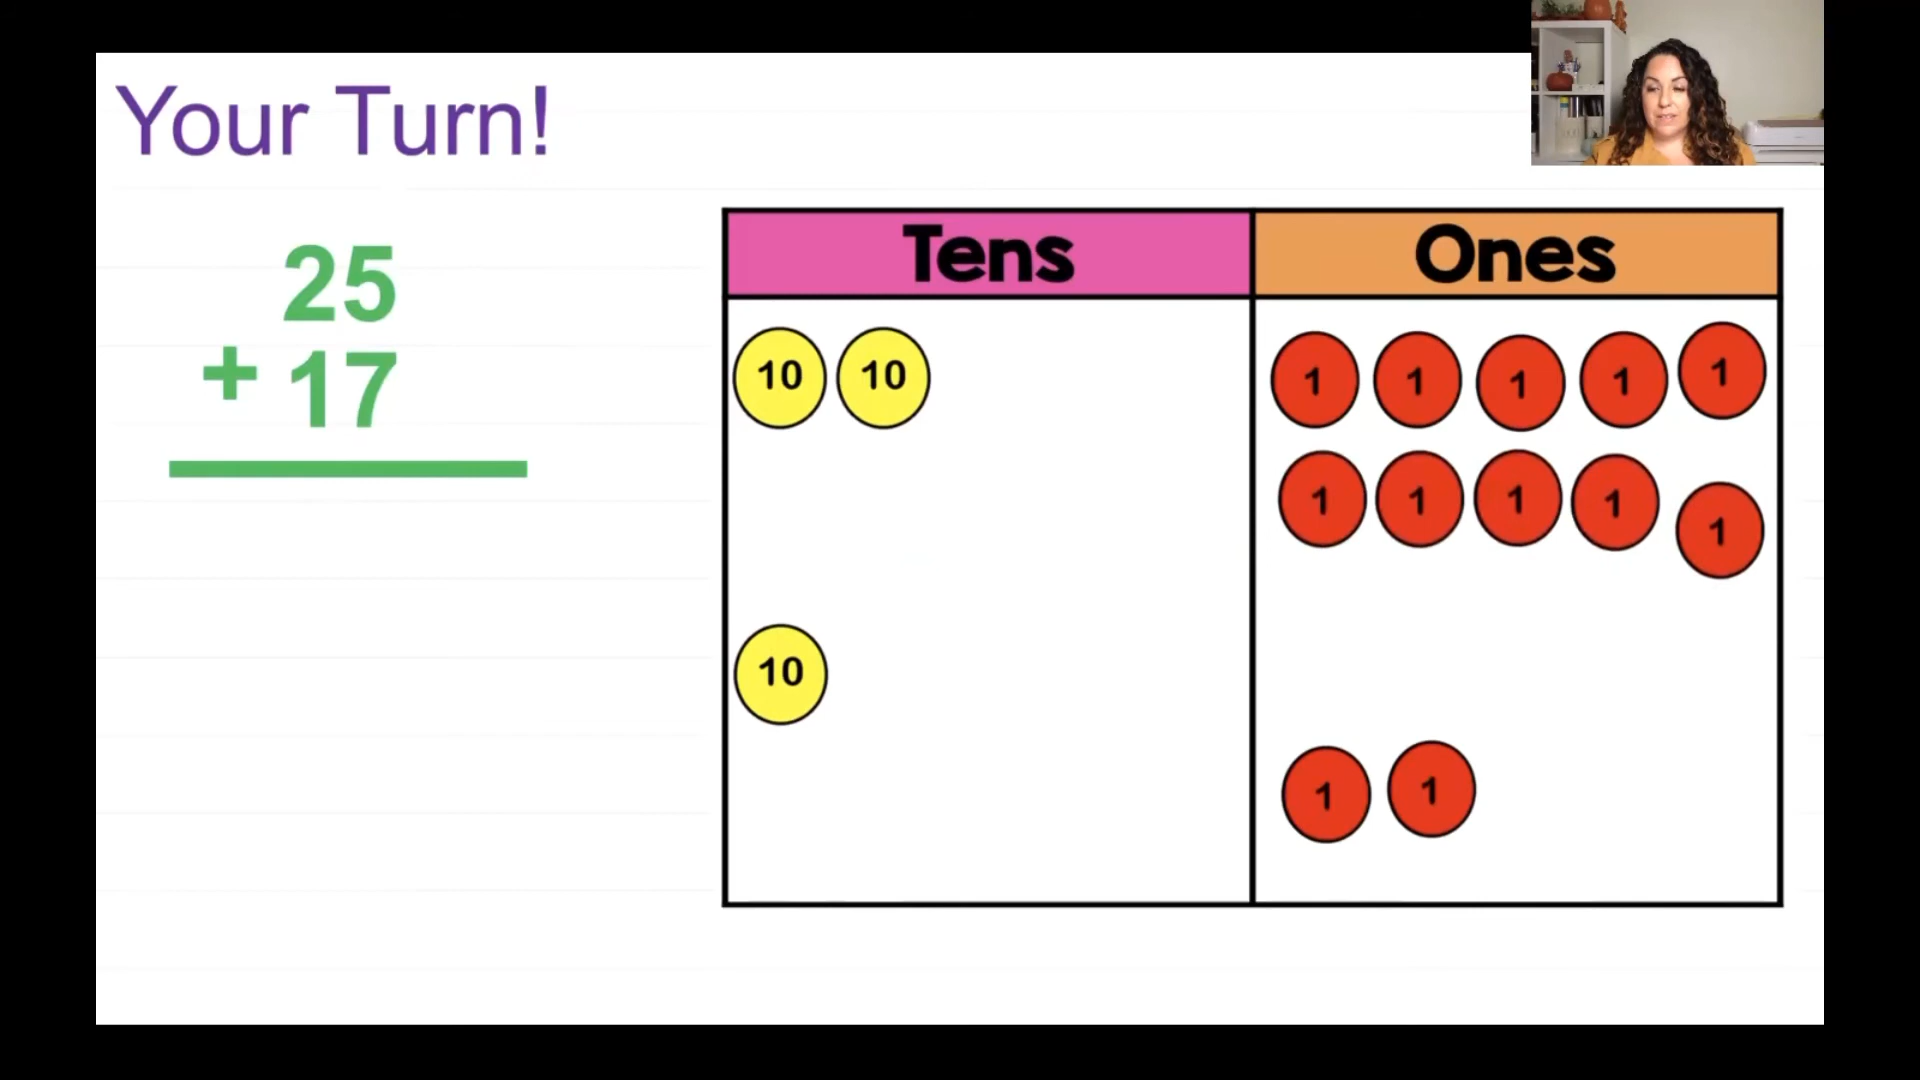 Your Turn!
25
+ 17
Tens Ones
10 10 1 1 1 1 1
1 1 1 1 1
10
1 1